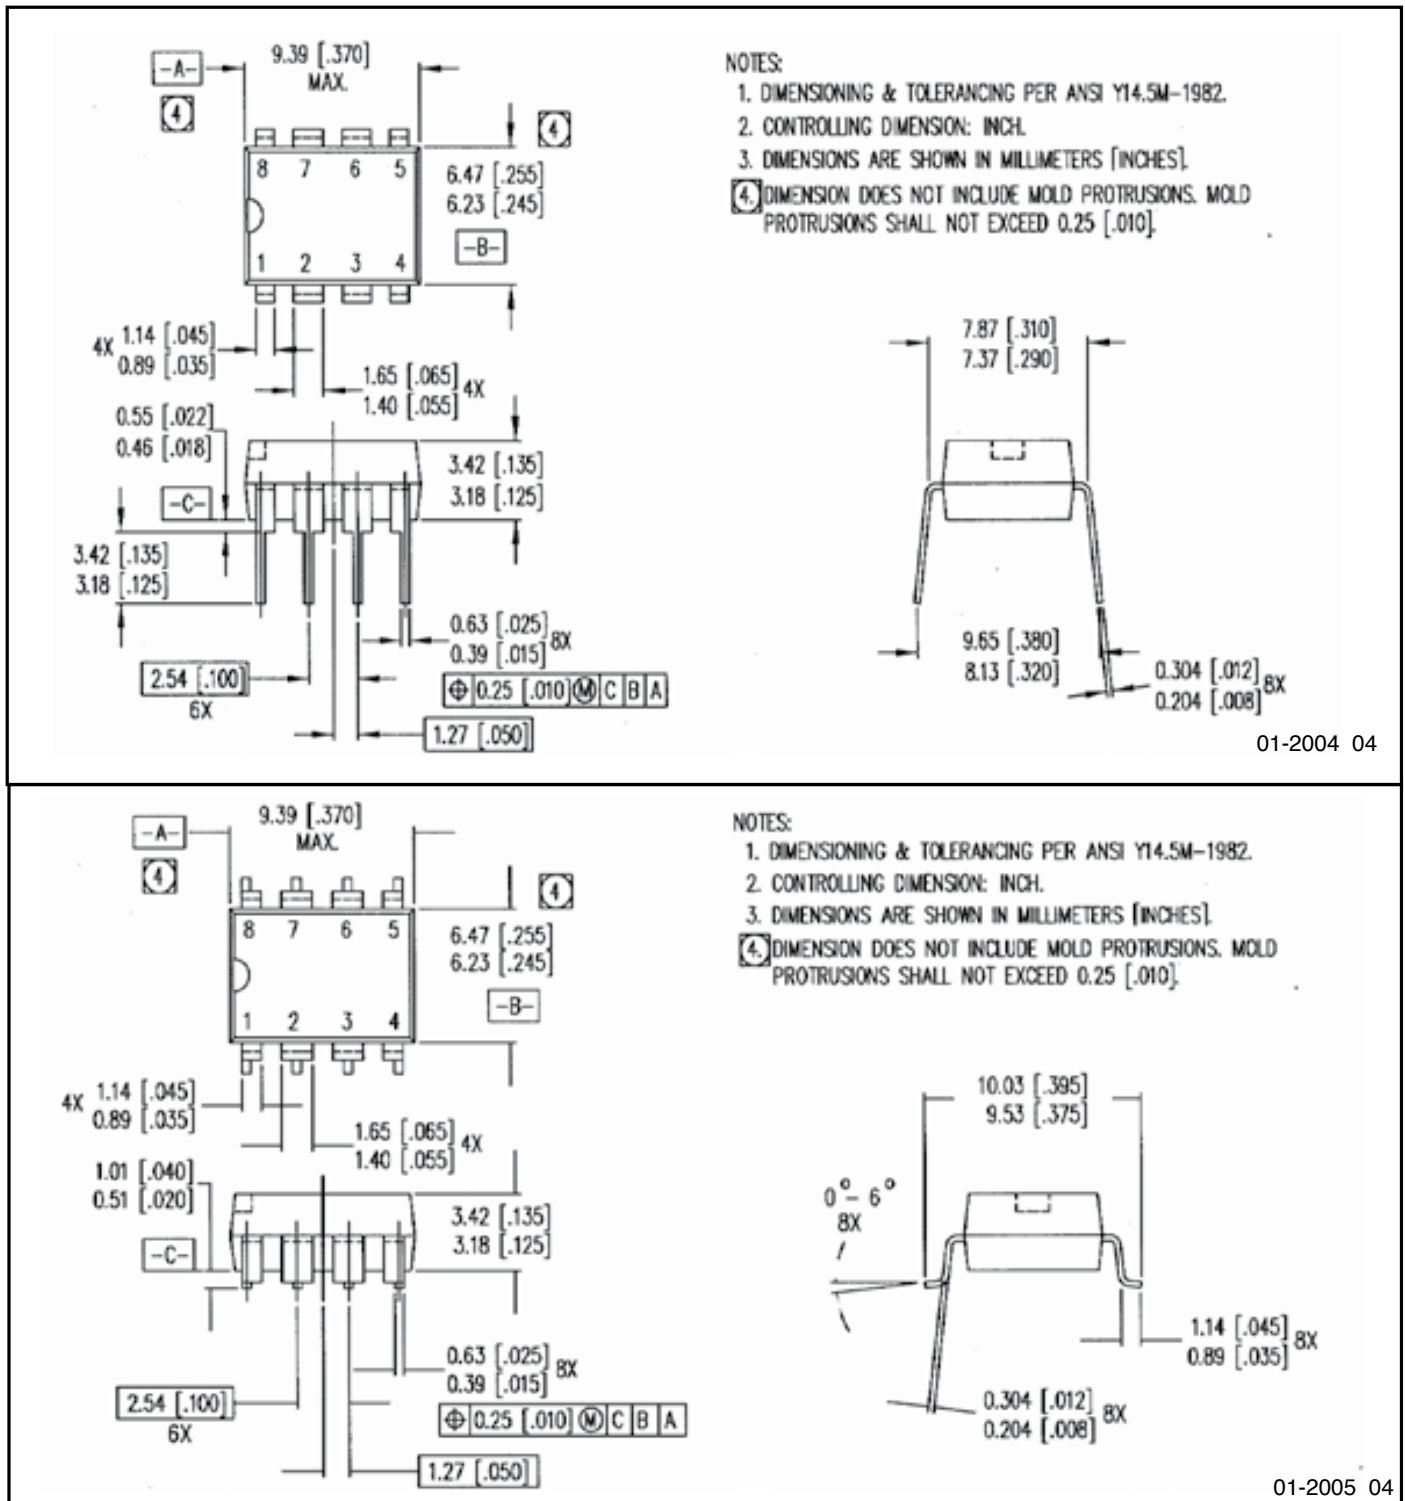 9.39 [.370]
MAX.
-A-
4
4
8 7 6 5
1 2 3 4
6.47 [.255]
6.23 [.245]
-B-
4X 1.14 [.045]
0.89 [.035]
1.65 [.065] 4X
1.40 [.055]
0.55 [.022]
0.46 [.018]
-C-
3.42 [.135]
3.18 [.125]
3.42 [.135]
3.18 [.125]
0.63 [.025] 8X
0.39 [.015]
2.54 [.100]
6X
⌖ 0.25 [.010] Ⓜ C B A
1.27 [.050]
NOTES:
1. DIMENSIONING & TOLERANCING PER ANSI Y14.5M-1982.
2. CONTROLLING DIMENSION: INCH.
3. DIMENSIONS ARE SHOWN IN MILLIMETERS [INCHES].
4. DIMENSION DOES NOT INCLUDE MOLD PROTRUSIONS. MOLD
PROTRUSIONS SHALL NOT EXCEED 0.25 [.010].
7.87 [.310]
7.37 [.290]
9.65 [.380]
8.13 [.320]
0.304 [.012] 8X
0.204 [.008]
01-2004 04
9.39 [.370]
MAX.
-A-
4
4
8 7 6 5
1 2 3 4
6.47 [.255]
6.23 [.245]
-B-
4X 1.14 [.045]
0.89 [.035]
1.65 [.065] 4X
1.40 [.055]
1.01 [.040]
0.51 [.020]
-C-
3.42 [.135]
3.18 [.125]
0.63 [.025] 8X
0.39 [.015]
2.54 [.100]
6X
⌖ 0.25 [.010] Ⓜ C B A
1.27 [.050]
NOTES:
1. DIMENSIONING & TOLERANCING PER ANSI Y14.5M-1982.
2. CONTROLLING DIMENSION: INCH.
3. DIMENSIONS ARE SHOWN IN MILLIMETERS [INCHES].
4. DIMENSION DOES NOT INCLUDE MOLD PROTRUSIONS. MOLD
PROTRUSIONS SHALL NOT EXCEED 0.25 [.010].
10.03 [.395]
9.53 [.375]
0°- 6°
8X
1.14 [.045] 8X
0.89 [.035]
0.304 [.012] 8X
0.204 [.008]
01-2005 04